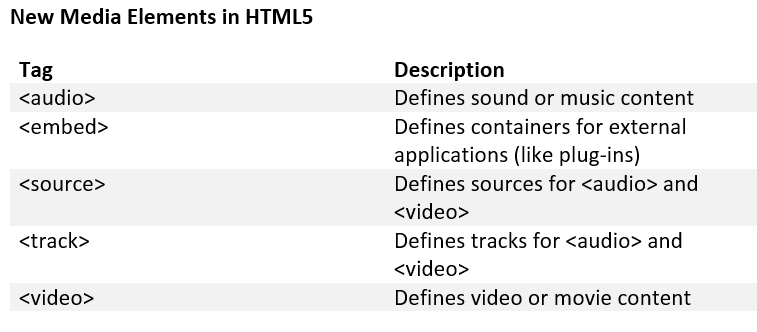 New Media Elements in HTML5
Tag Description
<audio> Defines sound or music content
<embed> Defines containers for external
applications (like plug-ins)
<source> Defines sources for <audio> and
<video>
<track> Defines tracks for <audio> and
<video>
<video> Defines video or movie content